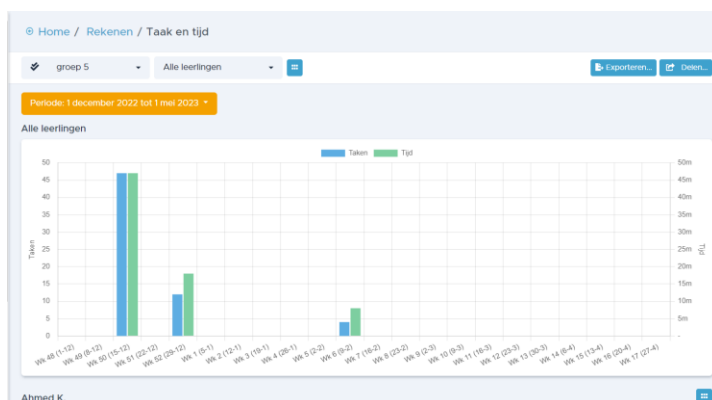 Home / Rekenen / Taak en tijd
groep 5 Alle leerlingen Exporteren... Delen...
Periode: 1 december 2022 tot 1 mei 2023
Alle leerlingen
Taken Tijd
50 50m
45 45m
40 40m
35 35m
30 30m
25 25m
20 20m
15 15m
10 10m
5 5m
0 -
Taken
Tijd
Wk 48 (1-12) Wk 49 (8-12) Wk 50 (15-12) Wk 51 (22-12) Wk 52 (29-12) Wk 1 (5-1) Wk 2 (12-1) Wk 3 (19-1) Wk 4 (26-1) Wk 5 (2-2) Wk 6 (9-2) Wk 7 (16-2) Wk 8 (23-2) Wk 9 (2-3) Wk 10 (9-3) Wk 11 (16-3) Wk 12 (23-3) Wk 13 (30-3) Wk 14 (6-4) Wk 15 (13-4) Wk 16 (20-4) Wk 17 (27-4)
Ahmed K.